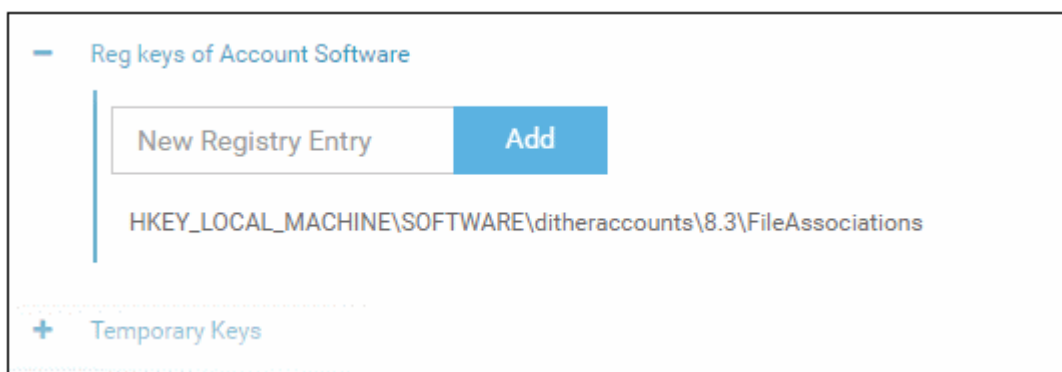 Reg keys of Account Software
New Registry Entry
Add
HKEY_LOCAL_MACHINE\SOFTWARE\ditheraccounts\8.3\FileAssociations
Temporary Keys